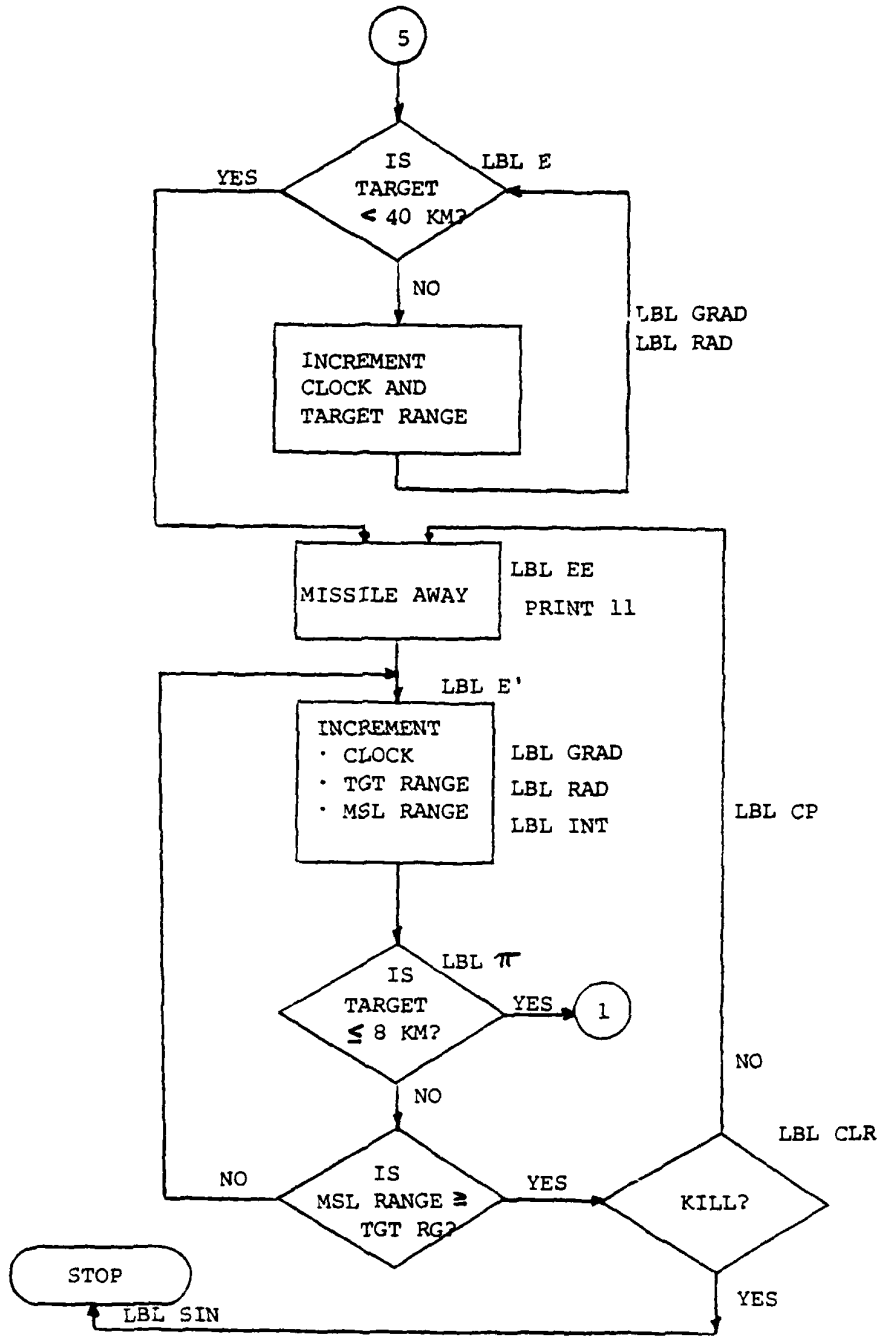 5
IS
TARGET
< 40 KM?
LBL E
YES
NO
LBL GRAD
LBL RAD
INCREMENT
CLOCK AND
TARGET RANGE
MISSILE AWAY
LBL EE
PRINT 11
LBL E'
INCREMENT
· CLOCK
· TGT RANGE
· MSL RANGE
LBL GRAD
LBL RAD
LBL INT
LBL CP
LBL π
IS
TARGET
≤ 8 KM?
YES
1
NO
NO
LBL CLR
IS
MSL RANGE ≥
TGT RG?
NO
YES
KILL?
YES
STOP
LBL SIN